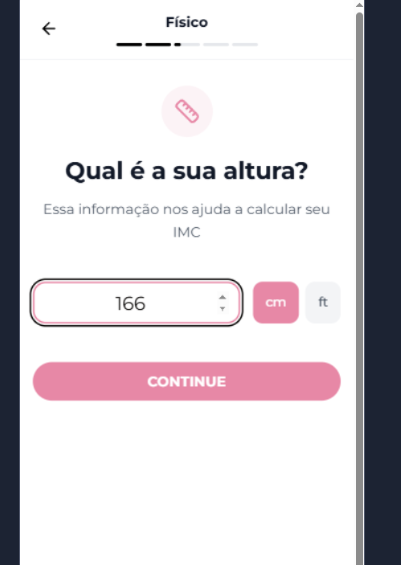 Físico
Qual é a sua altura?
Essa informação nos ajuda a calcular seu
IMC
166
cm
ft
CONTINUE